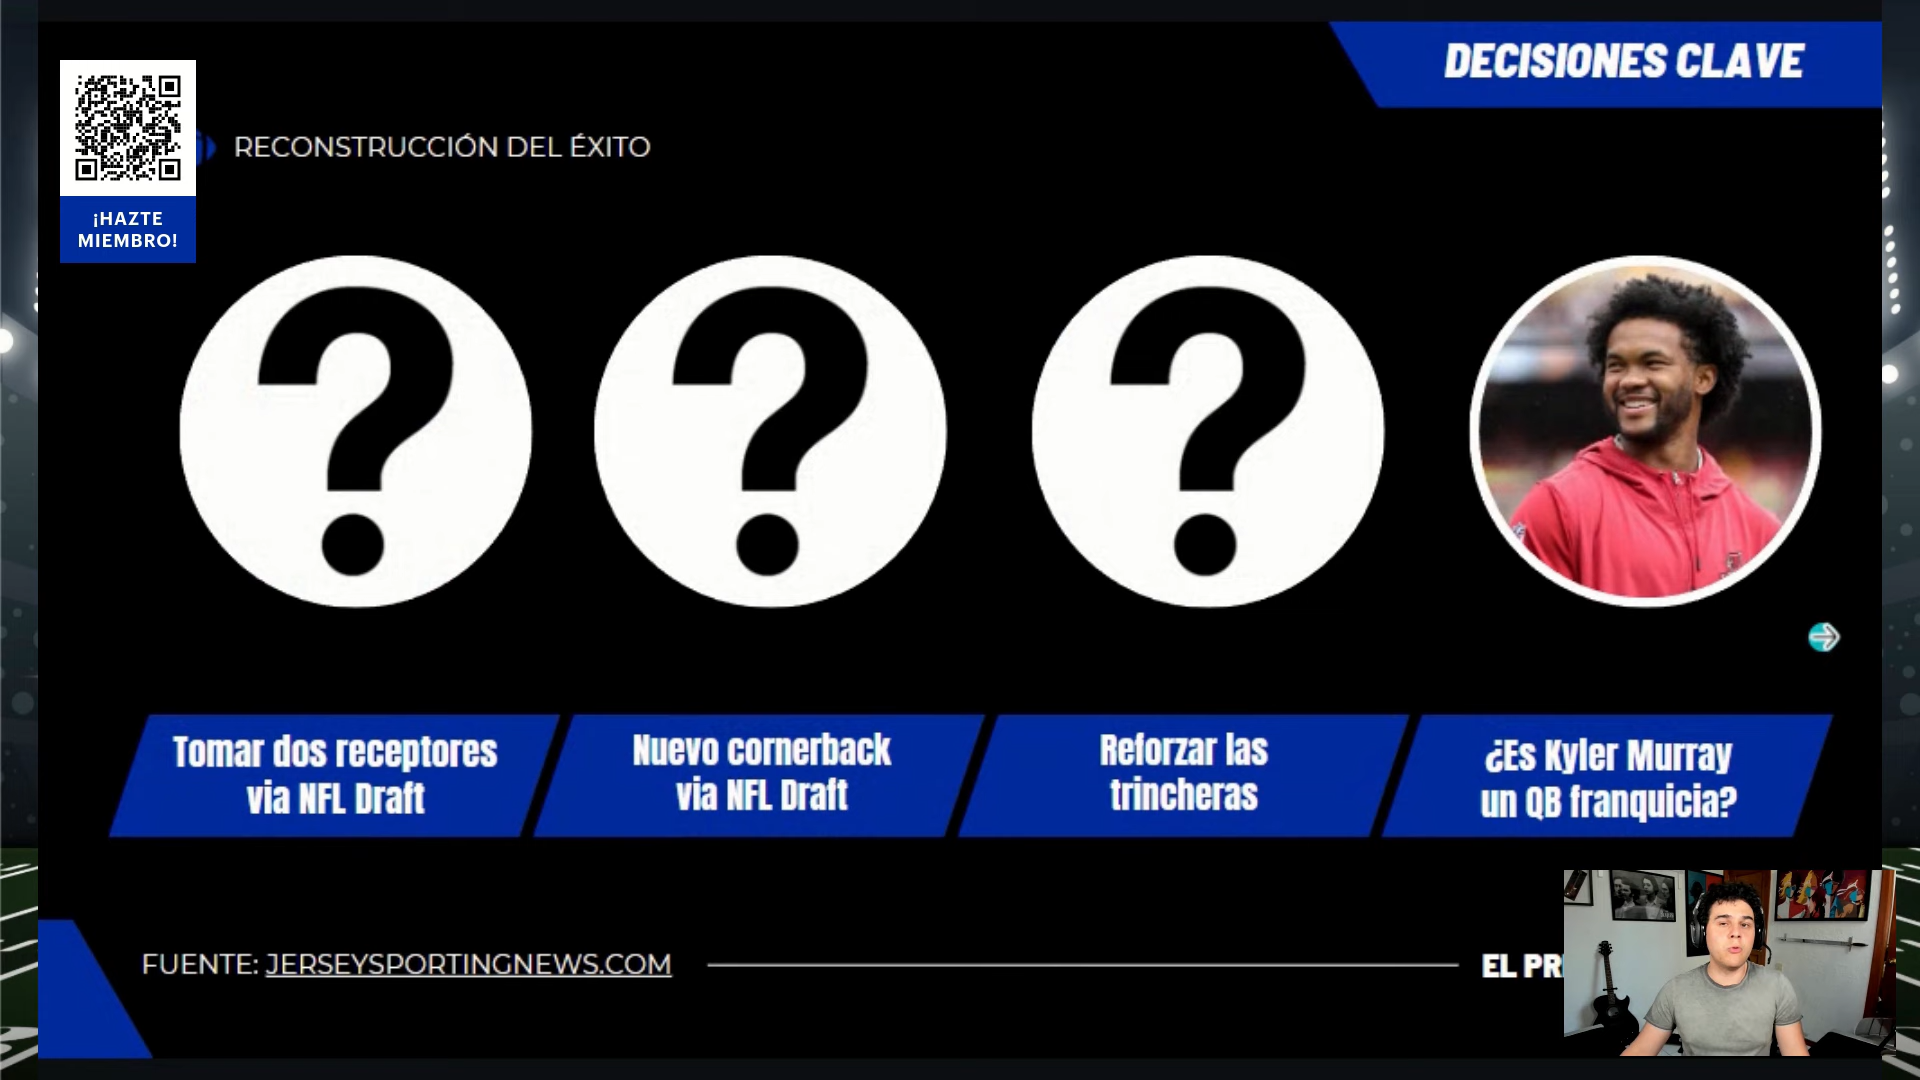 DECISIONES CLAVE
RECONSTRUCCIÓN DEL ÉXITO
¡HAZTE
MIEMBRO!
Tomar dos receptores
via NFL Draft
Nuevo cornerback
via NFL Draft
Reforzar las
trincheras
¿Es Kyler Murray
un QB franquicia?
FUENTE: JERSEYSPORTINGNEWS.COM
EL PR